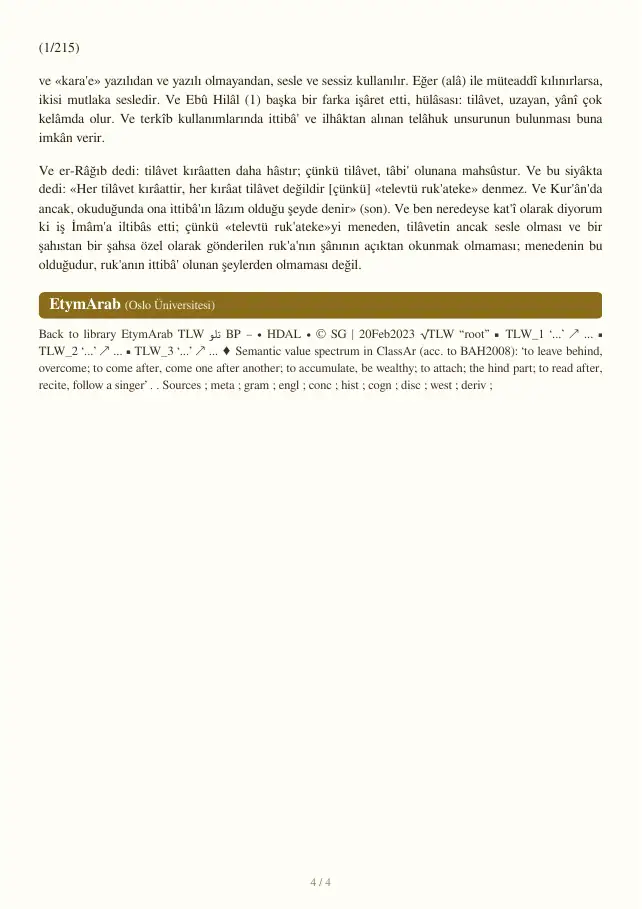 (1/215)
ve «kara'e» yazılıdan ve yazılı olmayandan, sesle ve sessiz kullanılır. Eğer (alâ) ile müteaddî kılınırlarsa,
ikisi mutlaka sesledir. Ve Ebû Hilâl (1) başka bir farka işâret etti, hülâsası: tilâvet, uzayan, yânî çok
kelâmda olur. Ve terkîb kullanımlarında ittibâ' ve ilhâktan alınan telâhuk unsurunun bulunması buna
imkân verir.
Ve er-Râğıb dedi: tilâvet kırâatten daha hâstır; çünkü tilâvet, tâbi' olunana mahsûstur. Ve bu siyâkta
dedi: «Her tilâvet kırâattir, her kırâat tilâvet değildir [çünkü] «televtü ruk'ateke» denmez. Ve Kur'ân'da
ancak, okuduğunda ona ittibâ'ın lâzım olduğu şeyde denir» (son). Ve ben neredeyse kat'î olarak diyorum
ki iş İmâm'a iltibâs etti; çünkü «televtü ruk'ateke»yi meneden, tilâvetin ancak sesle olması ve bir
şahıstan bir şahsa özel olarak gönderilen ruk'a'nın şânının açıktan okunmak olmaması; menedenin bu
olduğudur, ruk'anın ittibâ' olunan şeylerden olmaması değil.
EtymArab (Oslo Üniversitesi)
Back to library EtymArab TLW تلو BP – • HDAL • © SG | 20Feb2023 √TLW “root” ▪ TLW_1 ‘...’ ↗ ... ▪
TLW_2 ‘...’ ↗ ... ▪ TLW_3 ‘...’ ↗ ... ♦ Semantic value spectrum in ClassAr (acc. to BAH2008): ‘to leave behind,
overcome; to come after, come one after another; to accumulate, be wealthy; to attach; the hind part; to read after,
recite, follow a singer’ . . Sources ; meta ; gram ; engl ; conc ; hist ; cogn ; disc ; west ; deriv ;
4 / 4